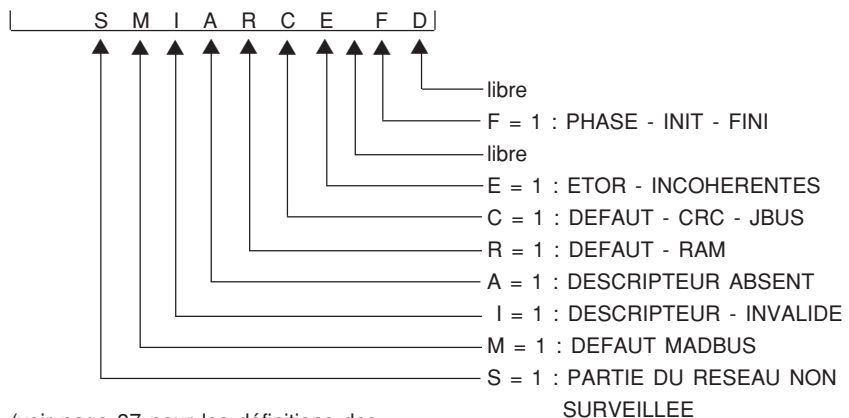 S M I A R C E F D
libre
F = 1 : PHASE - INIT - FINI
libre
E = 1 : ETOR - INCOHERENTES
C = 1 : DEFAUT - CRC - JBUS
R = 1 : DEFAUT - RAM
A = 1 : DESCRIPTEUR ABSENT
I = 1 : DESCRIPTEUR - INVALIDE
M = 1 : DEFAUT MADBUS
S = 1 : PARTIE DU RESEAU NON
SURVEILLEE